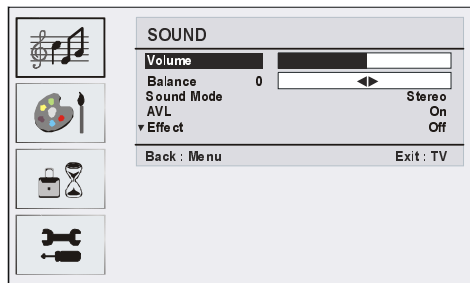 SOUND
Volume
Balance 0
Sound Mode Stereo
AVL On
Effect Off
Back : Menu Exit : TV